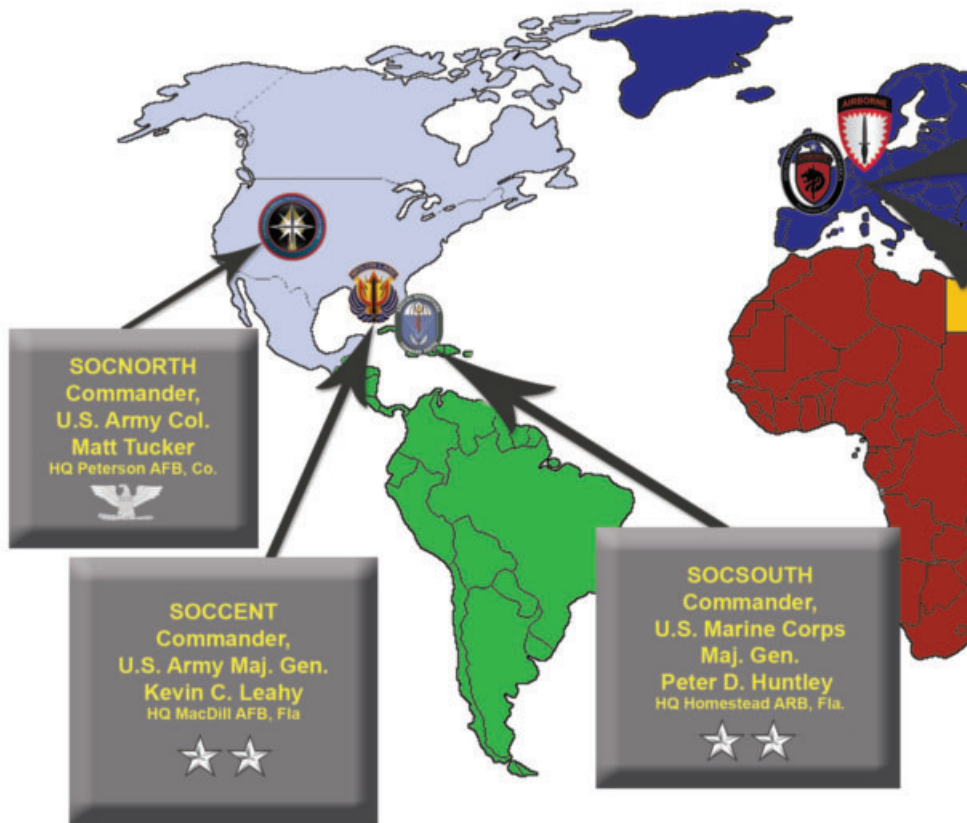 AIRBORNE
SOCNORTH
Commander,
U.S. Army Col.
Matt Tucker
HQ Peterson AFB, Co.
SOCCENT
Commander,
U.S. Army Maj. Gen.
Kevin C. Leahy
HQ MacDill AFB, Fla
SOCSOUTH
Commander,
U.S. Marine Corps
Maj. Gen.
Peter D. Huntley
HQ Homestead ARB, Fla.